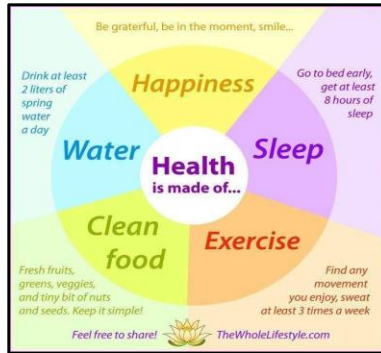 Be graterful, be in the moment, smile...
Happiness
Drink at least
2 liters of
spring
water
a day
Water
Go to bed early,
get at least
8 hours of
sleep
Sleep
Health
is made of...
Clean
food
Exercise
Fresh fruits,
greens, veggies,
and tiny bit of nuts
and seeds. Keep it simple!
Find any
movement
you enjoy, sweat
at least 3 times a week
Feel free to share!
TheWholeLifestyle.com